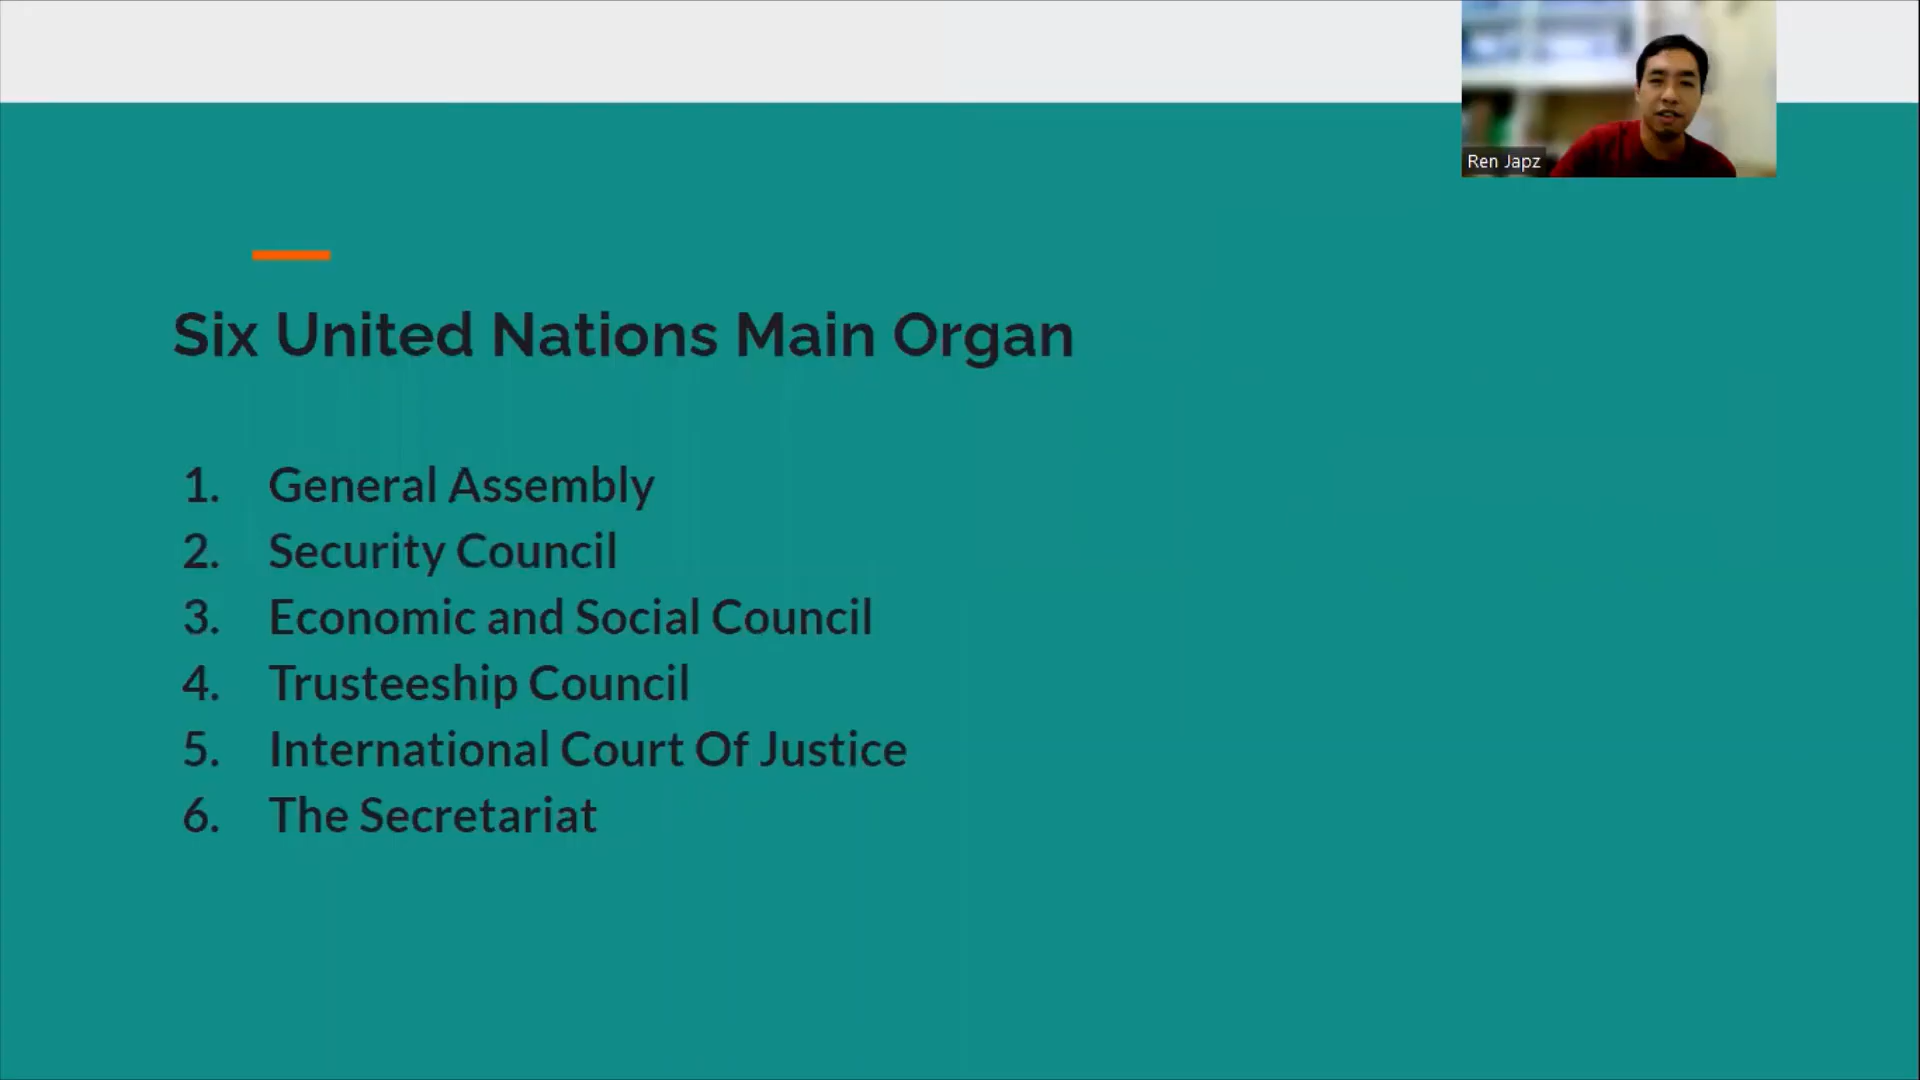 Ren Japz
Six United Nations Main Organ
1. General Assembly
2. Security Council
3. Economic and Social Council
4. Trusteeship Council
5. International Court Of Justice
6. The Secretariat